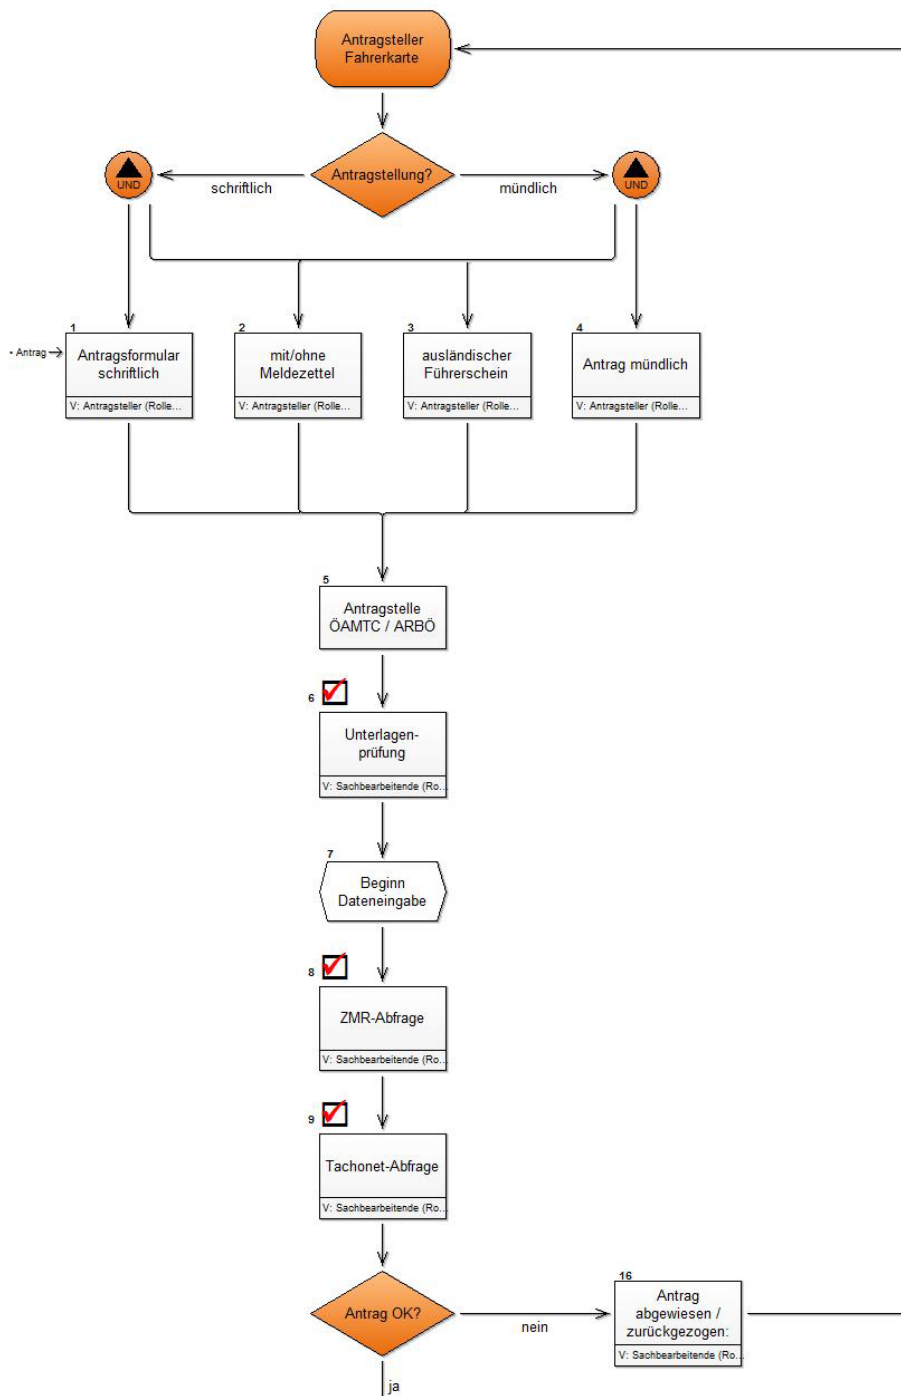 Antragsteller
Fahrerkarte
Antragstellung?
schriftlich
mündlich
UND
UND
1
2
3
4
- Antrag
Antragsformular
schriftlich
V: Antragsteller (Rolle...
mit/ohne
Meldezettel
V: Antragsteller (Rolle...
ausländischer
Führerschein
V: Antragsteller (Rolle...
Antrag mündlich
V: Antragsteller (Rolle...
5
Antragstelle
ÖAMTC / ARBÖ
6
Unterlagen-
prüfung
V: Sachbearbeitende (Ro...
7
Beginn
Dateneingabe
8
ZMR-Abfrage
V: Sachbearbeitende (Ro...
9
Tachonet-Abfrage
V: Sachbearbeitende (Ro...
Antrag OK?
nein
ja
16
Antrag
abgewiesen /
zurückgezogen:
V: Sachbearbeitende (Ro...